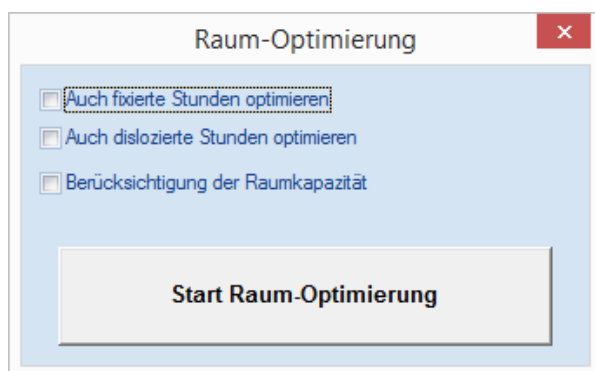 Raum-Optimierung
Auch fixierte Stunden optimieren
Auch dislozierte Stunden optimieren
Berücksichtigung der Raumkapazität
Start Raum-Optimierung